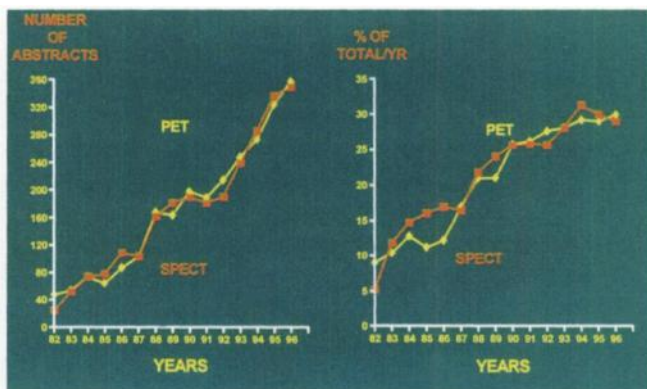 NUMBER
OF
ABSTRACTS
360
320
280
240
200
160
120
80
40
0
PET
SPECT
82 83 84 85 86 87 88 89 90 91 92 93 94 95 96
YEARS
% OF
TOTAL/YR
35
30
25
20
15
10
5
0
PET
SPECT
82 83 84 85 86 87 88 89 90 91 92 93 94 95 96
YEARS